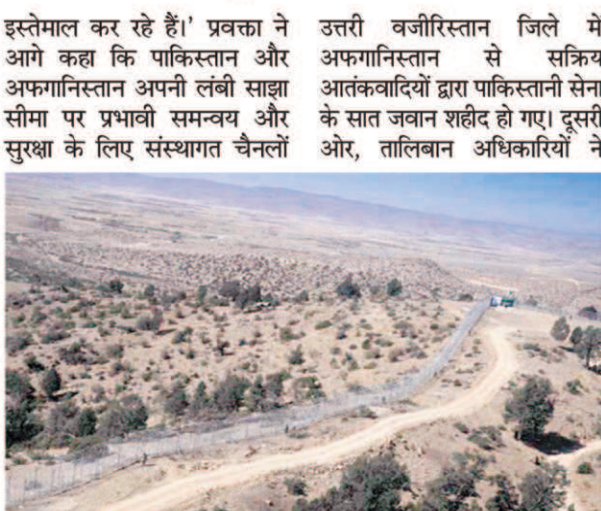 इस्तेमाल कर रहे हैं।’ प्रवक्ता ने
आगे कहा कि पाकिस्तान और
अफगानिस्तान अपनी लंबी साझा
सीमा पर प्रभावी समन्वय और
सुरक्षा के लिए संस्थागत चैनलों
उत्तरी वजीरिस्तान जिले में
अफगानिस्तान से सक्रिय
आतंकवादियों द्वारा पाकिस्तानी सेना
के सात जवान शहीद हो गए। दूसरी
ओर, तालिबान अधिकारियों ने